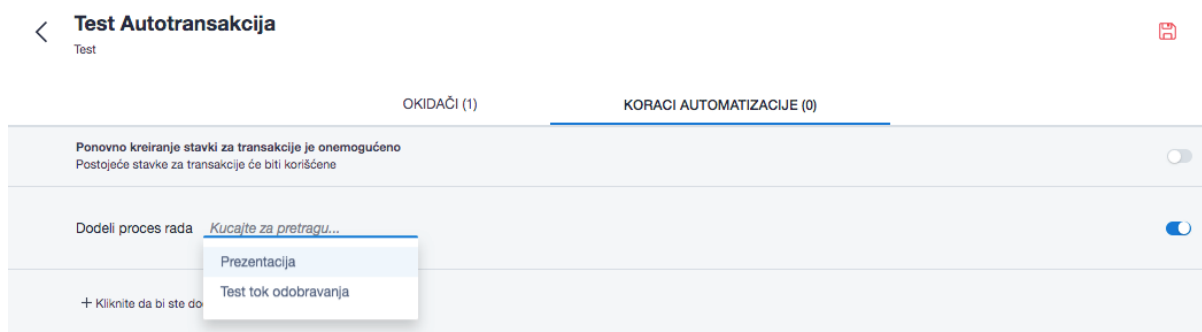 Test Autotransakcija
Test
OKIDAČI (1)
KORACI AUTOMATIZACIJE (0)
Ponovno kreiranje stavki za transakcije je onemogućeno
Postojeće stavke za transakcije će biti korišćene
Dodeli proces rada Kucajte za pretragu...
Prezentacija
Test tok odobravanja
+ Kliknite da bi ste